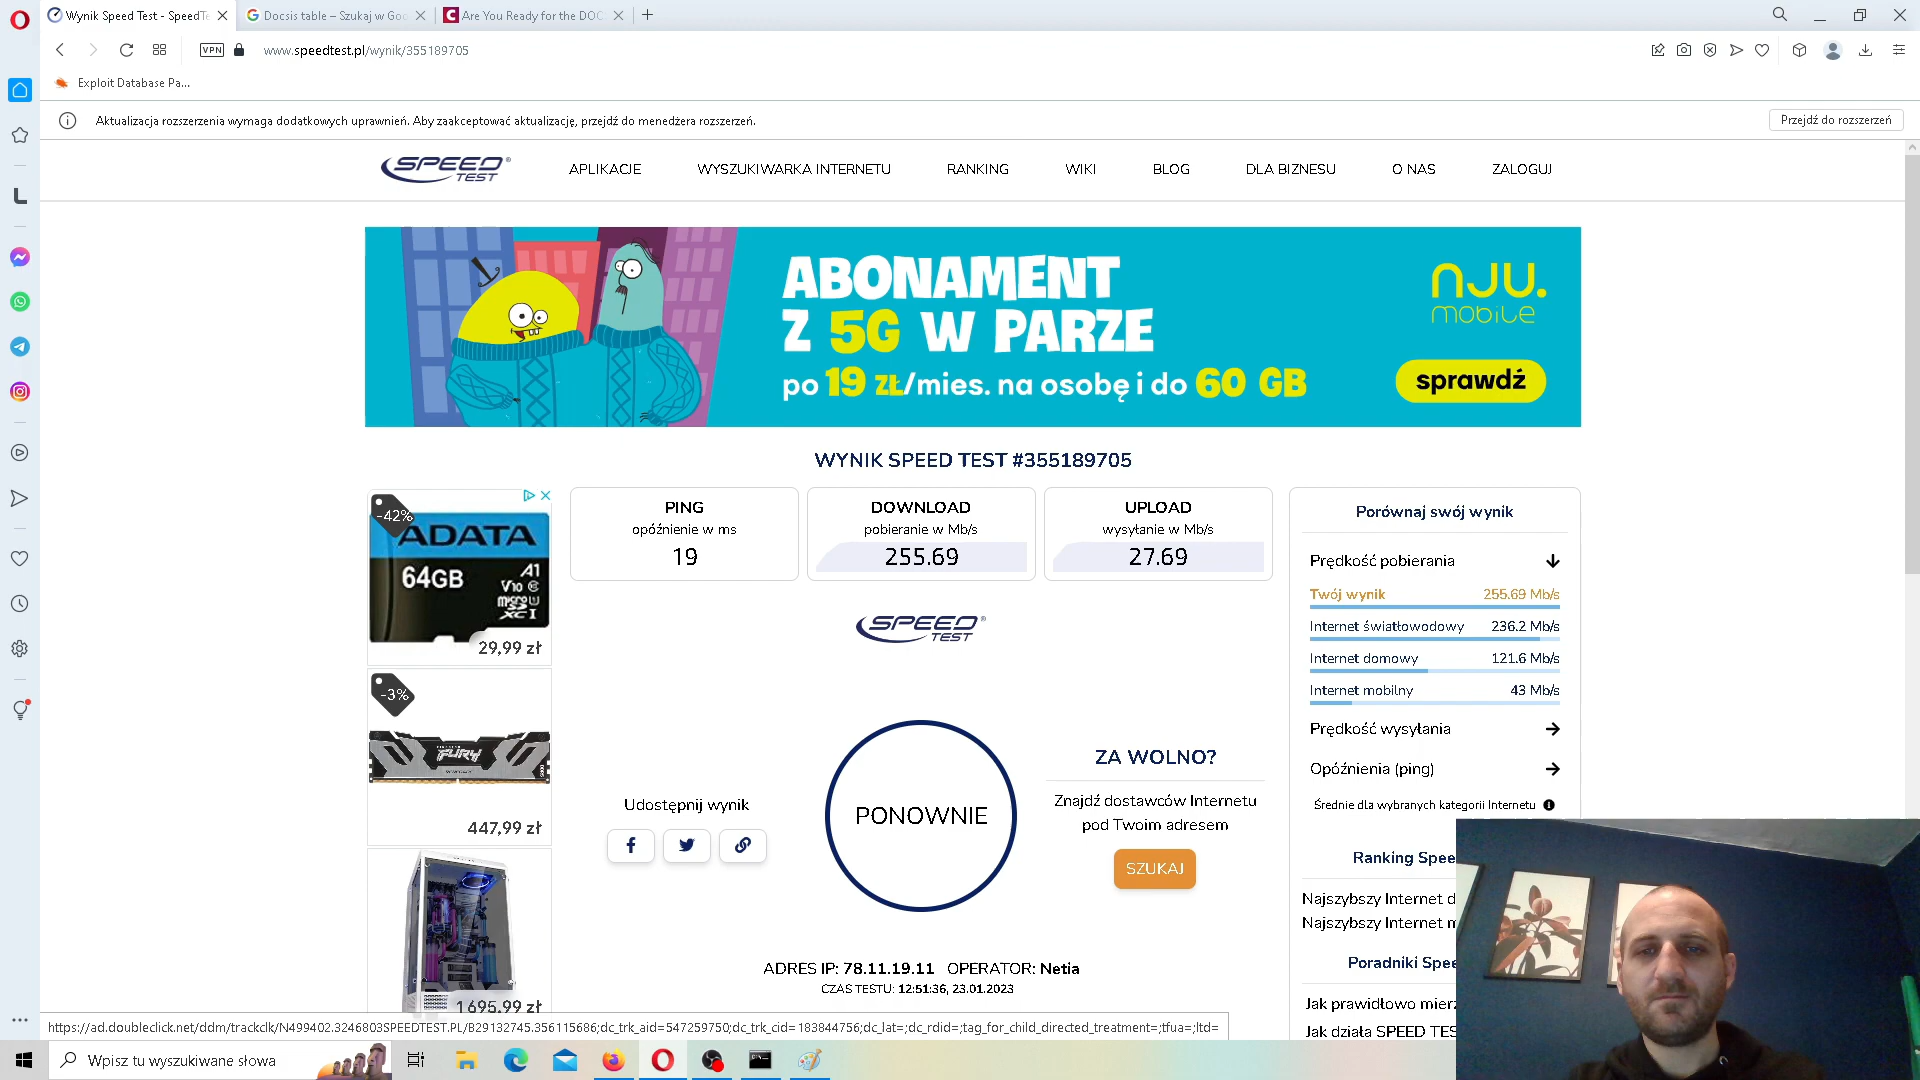 Wynik Speed Test - SpeedTe
Docsis table – Szukaj w Goo
Are You Ready for the DOC
VPN
www.speedtest.pl/wynik/355189705
Exploit Database Pa...
Aktualizacja rozszerzenia wymaga dodatkowych uprawnień. Aby zaakceptować aktualizację, przejdź do menedżera rozszerzeń.
Przejdź do rozszerzeń
SPEED TEST
APLIKACJE
WYSZUKIWARKA INTERNETU
RANKING
WIKI
BLOG
DLA BIZNESU
O NAS
ZALOGUJ
ABONAMENT
Z 5G W PARZE
po 19 ZŁ/mies. na osobę i do 60 GB
nju.
mobile
sprawdź
WYNIK SPEED TEST #355189705
-42%
ADATA
64GB
A1
V10
micro
XC I
29,99 zł
-3%
FURY
447,99 zł
1 695,99 zł
PING
opóźnienie w ms
19
DOWNLOAD
pobieranie w Mb/s
255.69
UPLOAD
wysyłanie w Mb/s
27.69
SPEED TEST
Udostępnij wynik
PONOWNIE
ZA WOLNO?
Znajdź dostawców Internetu
pod Twoim adresem
SZUKAJ
ADRES IP: 78.11.19.11 OPERATOR: Netia
CZAS TESTU: 12:51:36, 23.01.2023
Porównaj swój wynik
Prędkość pobierania
Twój wynik 255.69 Mb/s
Internet światłowodowy 236.2 Mb/s
Internet domowy 121.6 Mb/s
Internet mobilny 43 Mb/s
Prędkość wysyłania
Opóźnienia (ping)
Średnie dla wybranych kategorii Internetu
Ranking Spee
Najszybszy Internet d
Najszybszy Internet m
Poradniki Spee
Jak prawidłowo mierz
Jak działa SPEED TES
https://ad.doubleclick.net/ddm/trackclk/N499402.3246803SPEEDTEST.PL/B29132745.356115686;dc_trk_aid=547259750;dc_trk_cid=183844756;dc_lat=;dc_rdid=;tag_for_child_directed_treatment=;tfua=;ltd=
Wpisz tu wyszukiwane słowa